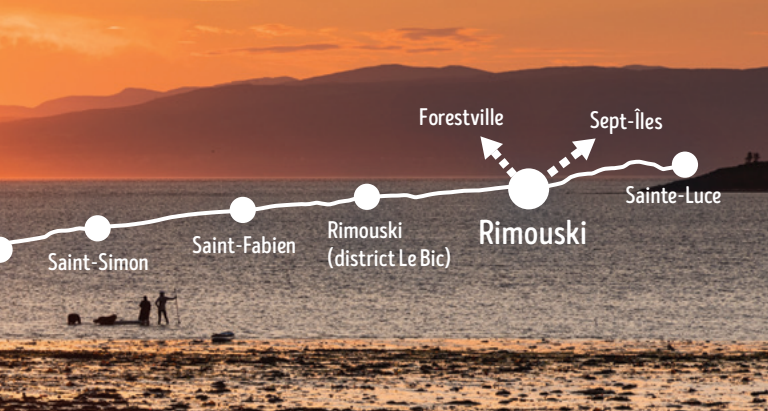 Forestville
Sept-Îles
Sainte-Luce
Rimouski
Rimouski
(district Le Bic)
Saint-Fabien
Saint-Simon